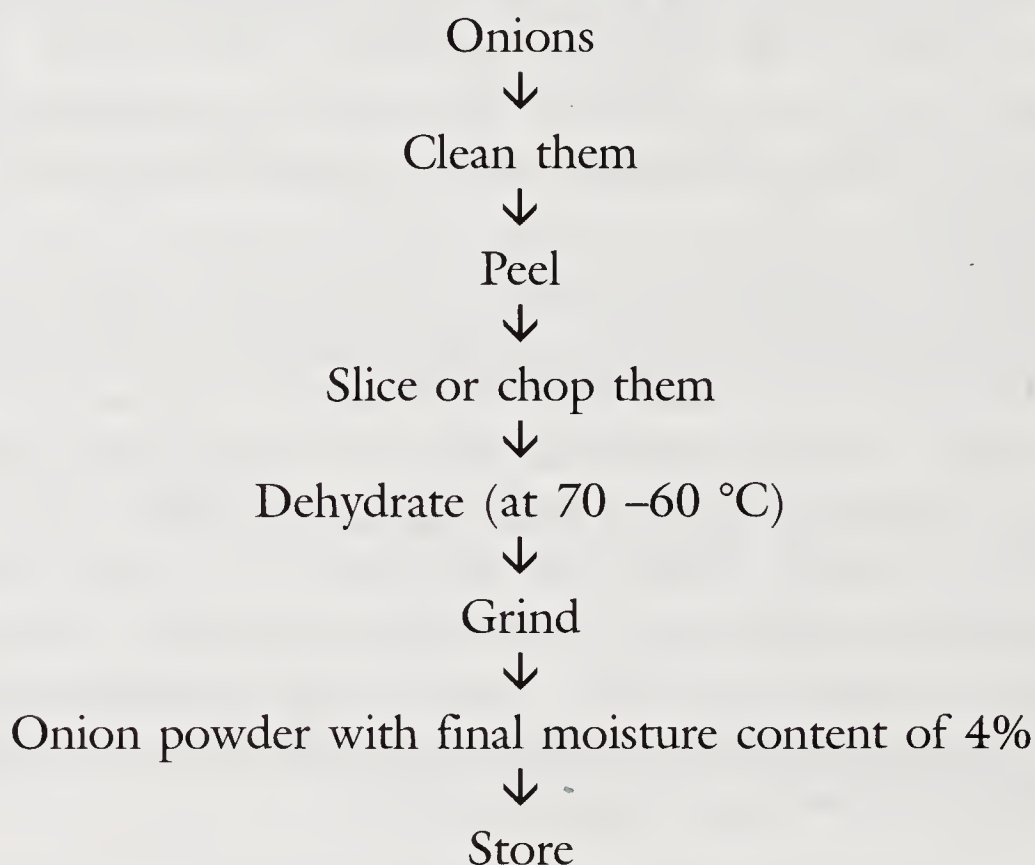 Onions
↓
Clean them
↓
Peel
↓
Slice or chop them
↓
Dehydrate (at 70 –60 °C)
↓
Grind
↓
Onion powder with final moisture content of 4%
↓
Store